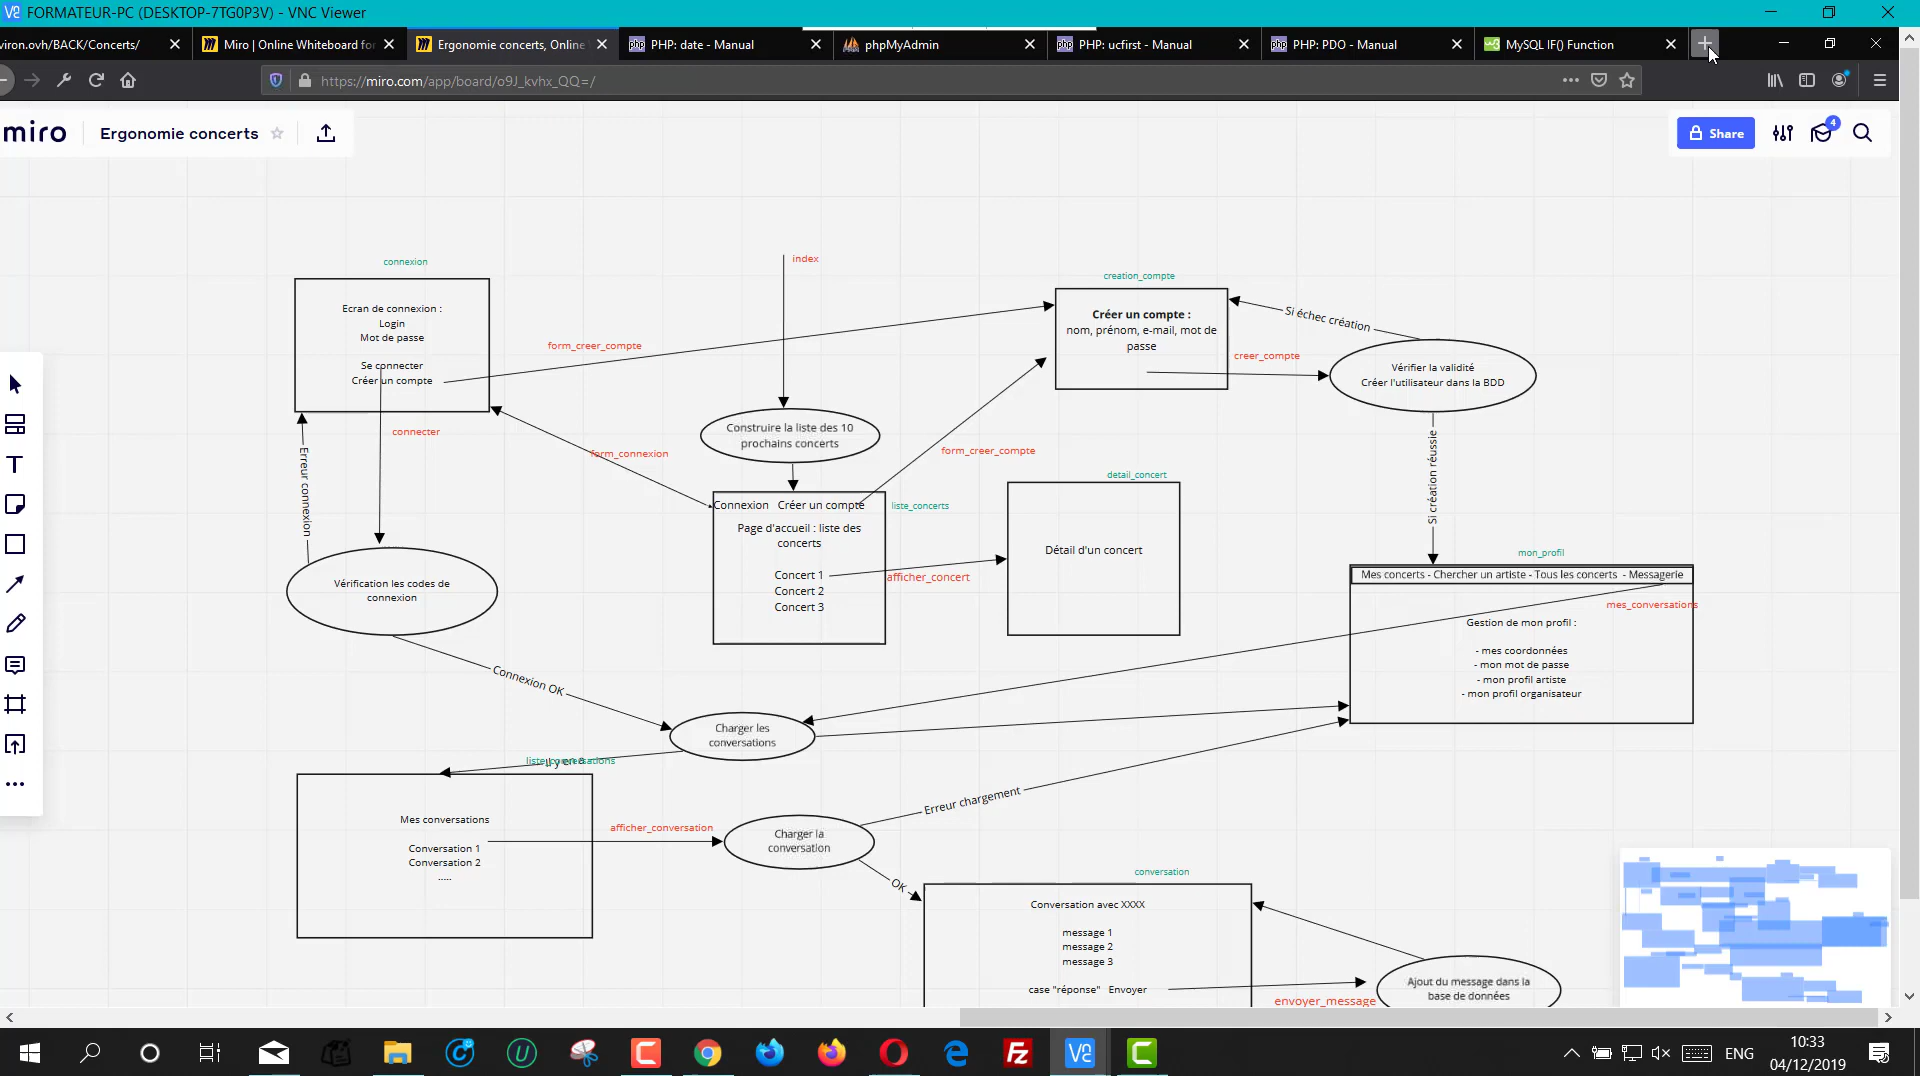 FORMATEUR-PC (DESKTOP-7TG0P3V) - VNC Viewer
viron.ovh/BACK/Concerts/
Miro | Online Whiteboard for
Ergonomie concerts, Online
PHP: date - Manual
phpMyAdmin
PHP: ucfirst - Manual
PHP: PDO - Manual
MySQL IF() Function
https://miro.com/app/board/o9J_kvhx_QQ=/
miro
Ergonomie concerts
Share
4
connexion
index
creation_compte
Ecran de connexion :
Login
Mot de passe
Se connecter
Créer un compte
form_creer_compte
Créer un compte :
nom, prénom, e-mail, mot de
passe
Si échec création
creer_compte
Vérifier la validité
Créer l'utilisateur dans la BDD
connecter
Construire la liste des 10
prochains concerts
form_connexion
form_creer_compte
Erreur connexion
Si création réussie
detail_concert
Connexion Créer un compte
liste_concerts
Page d'accueil : liste des
concerts
Concert 1
Concert 2
Concert 3
afficher_concert
Détail d'un concert
mon_profil
Mes concerts - Chercher un artiste - Tous les concerts - Messagerie
mes_conversations
Gestion de mon profil :
- mes coordonnées
- mon mot de passe
- mon profil artiste
- mon profil organisateur
Vérification les codes de
connexion
Connexion OK
Charger les
conversations
liste_conversations
Il y en a
Mes conversations
Conversation 1
Conversation 2
.....
afficher_conversation
Charger la
conversation
Erreur chargement
OK
conversation
Conversation avec XXXX
message 1
message 2
message 3
case "réponse" Envoyer
envoyer_message
Ajout du message dans la
base de données
ENG
10:33
04/12/2019